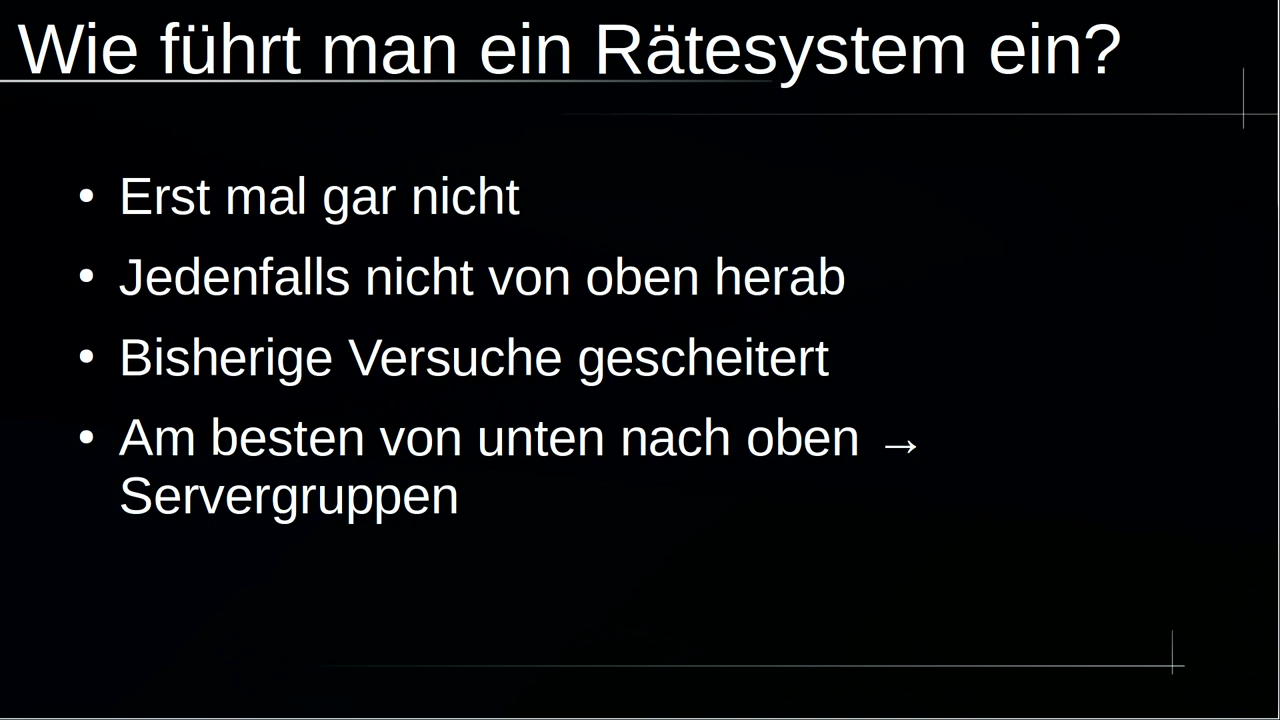 Wie führt man ein Rätesystem ein?
• Erst mal gar nicht
• Jedenfalls nicht von oben herab
• Bisherige Versuche gescheitert
• Am besten von unten nach oben →
Servergruppen